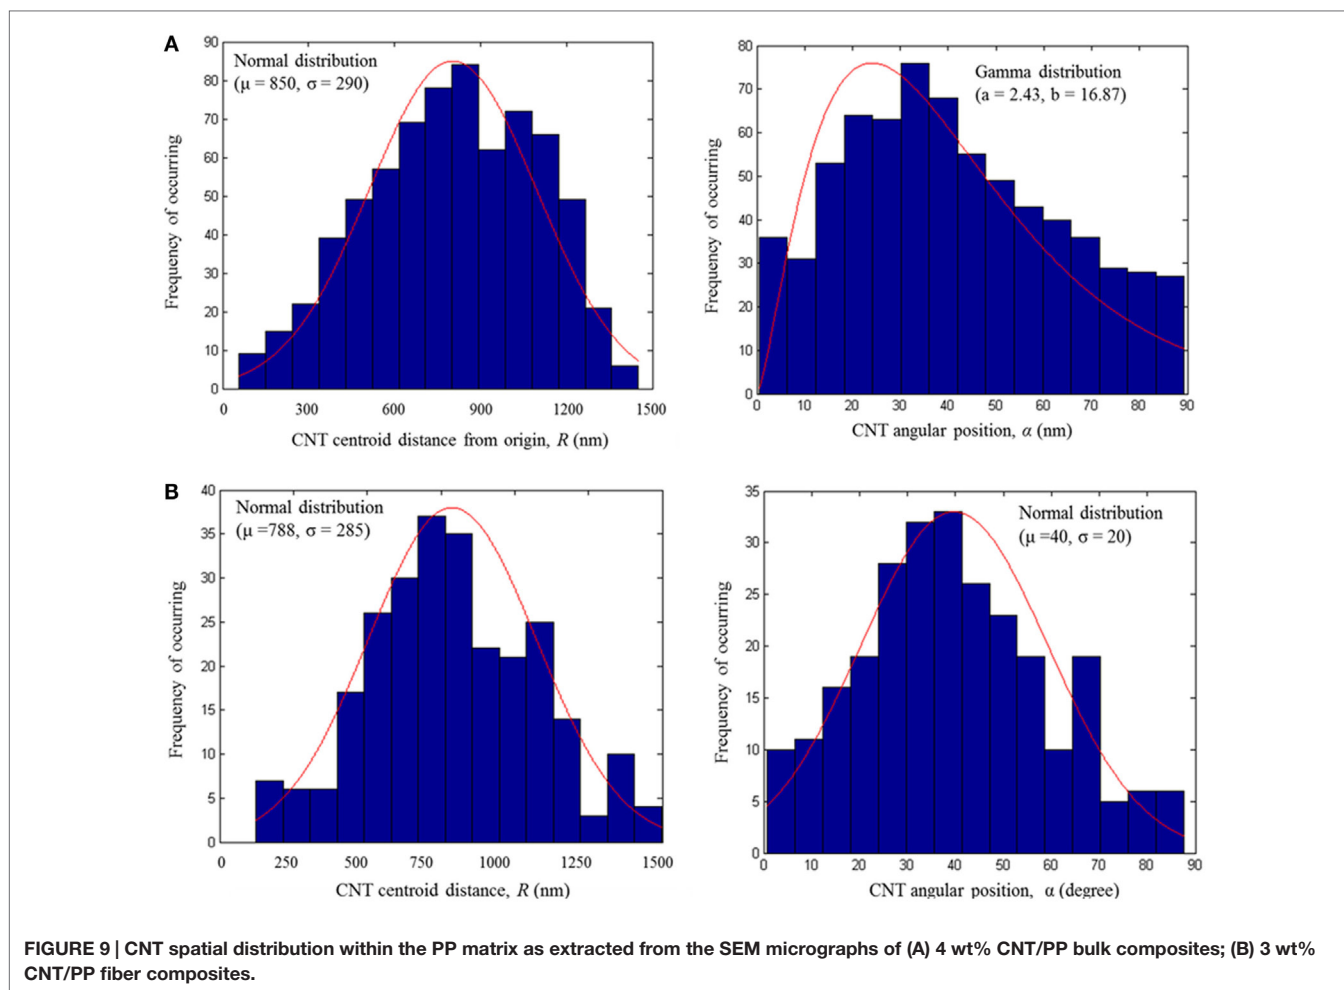 A
Normal distribution
(μ = 850, σ = 290)
Frequency of occurring
90
80
70
60
50
40
30
20
10
0
0 300 600 900 1200 1500
CNT centroid distance from origin, R (nm)
Gamma distribution
(a = 2.43, b = 16.87)
Frequency of occurring
80
70
60
50
40
30
20
10
0
0 10 20 30 40 50 60 70 80 90
CNT angular position, α (nm)
B
Normal distribution
(μ =788, σ = 285)
Frequency of occurring
40
35
30
25
20
15
10
5
0
0 250 500 750 1000 1250 1500
CNT centroid distance, R (nm)
Normal distribution
(μ =40, σ = 20)
Frequency of occurring
35
30
25
20
15
10
5
0
0 10 20 30 40 50 60 70 80 90
CNT angular position, α (degree)
FIGURE 9 | CNT spatial distribution within the PP matrix as extracted from the SEM micrographs of (A) 4 wt% CNT/PP bulk composites; (B) 3 wt%
CNT/PP fiber composites.